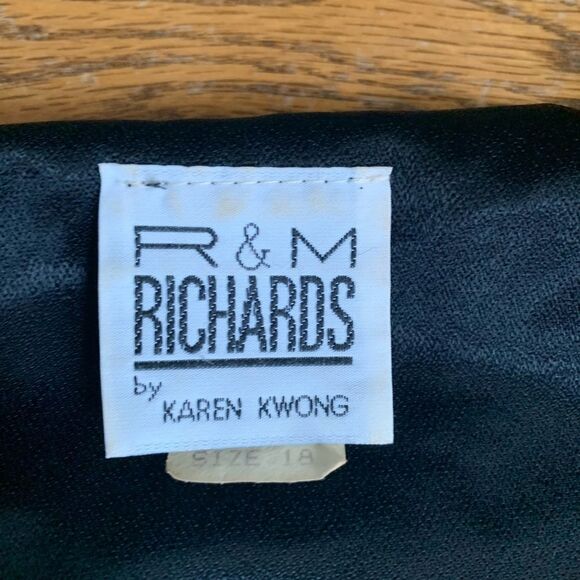 R & M
RICHARDS
by
KAREN KWONG
SIZE 18